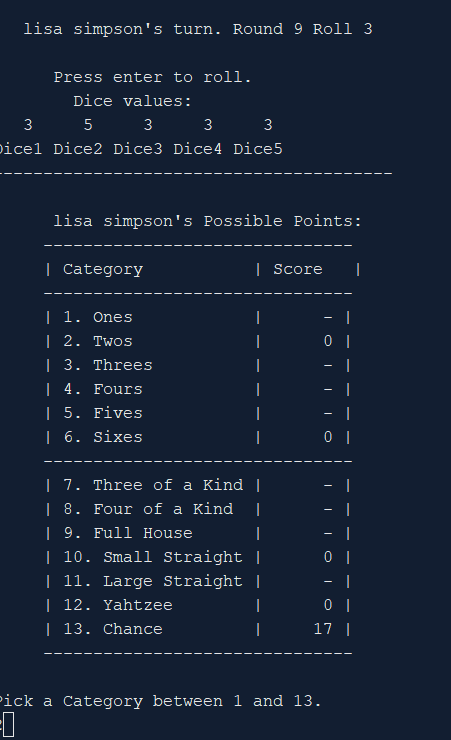 lisa simpson's turn. Round 9 Roll 3
Press enter to roll.
Dice values:
3 5 3 3 3
Dice1 Dice2 Dice3 Dice4 Dice5
----------------------------------------
lisa simpson's Possible Points:
-------------------------------
| Category | Score |
-------------------------------
| 1. Ones | - |
| 2. Twos | 0 |
| 3. Threes | - |
| 4. Fours | - |
| 5. Fives | - |
| 6. Sixes | 0 |
-------------------------------
| 7. Three of a Kind | - |
| 8. Four of a Kind | - |
| 9. Full House | - |
| 10. Small Straight | 0 |
| 11. Large Straight | - |
| 12. Yahtzee | 0 |
| 13. Chance | 17 |
-------------------------------
Pick a Category between 1 and 13.